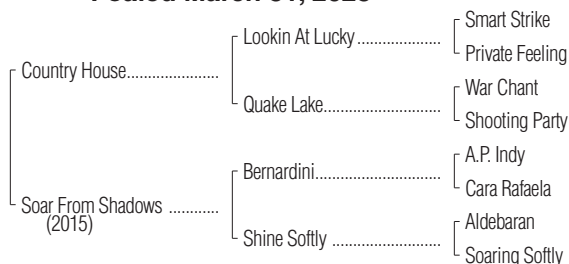 Foaled March 31,
Smart Strike
Lookin At Lucky
Private Feeling
Country House
War Chant
Quake Lake
Shooting Party
A.P. Indy
Bernardini
Cara Rafaela
Soar From Shadows
(2015)
Aldebaran
Shine Softly
Soaring Softly